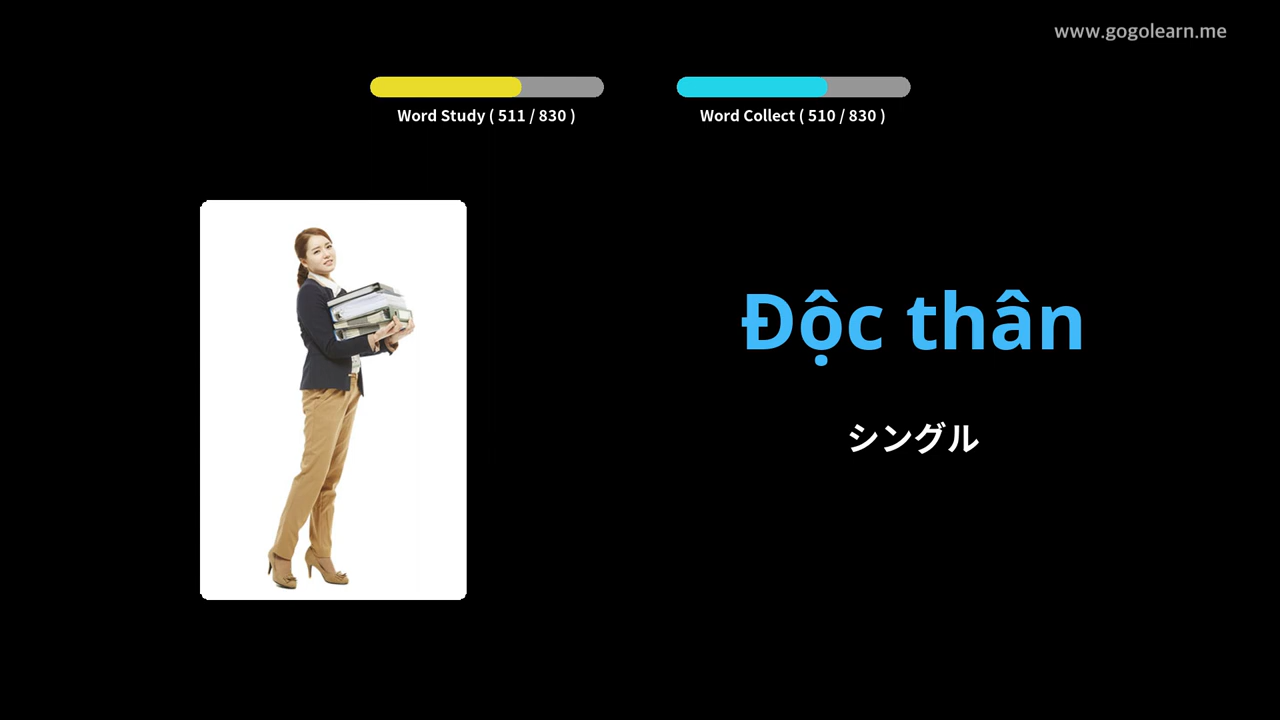 www.gogolearn.me
Word Study ( 511 / 830 )
Word Collect ( 510 / 830 )
Độc thân
シングル